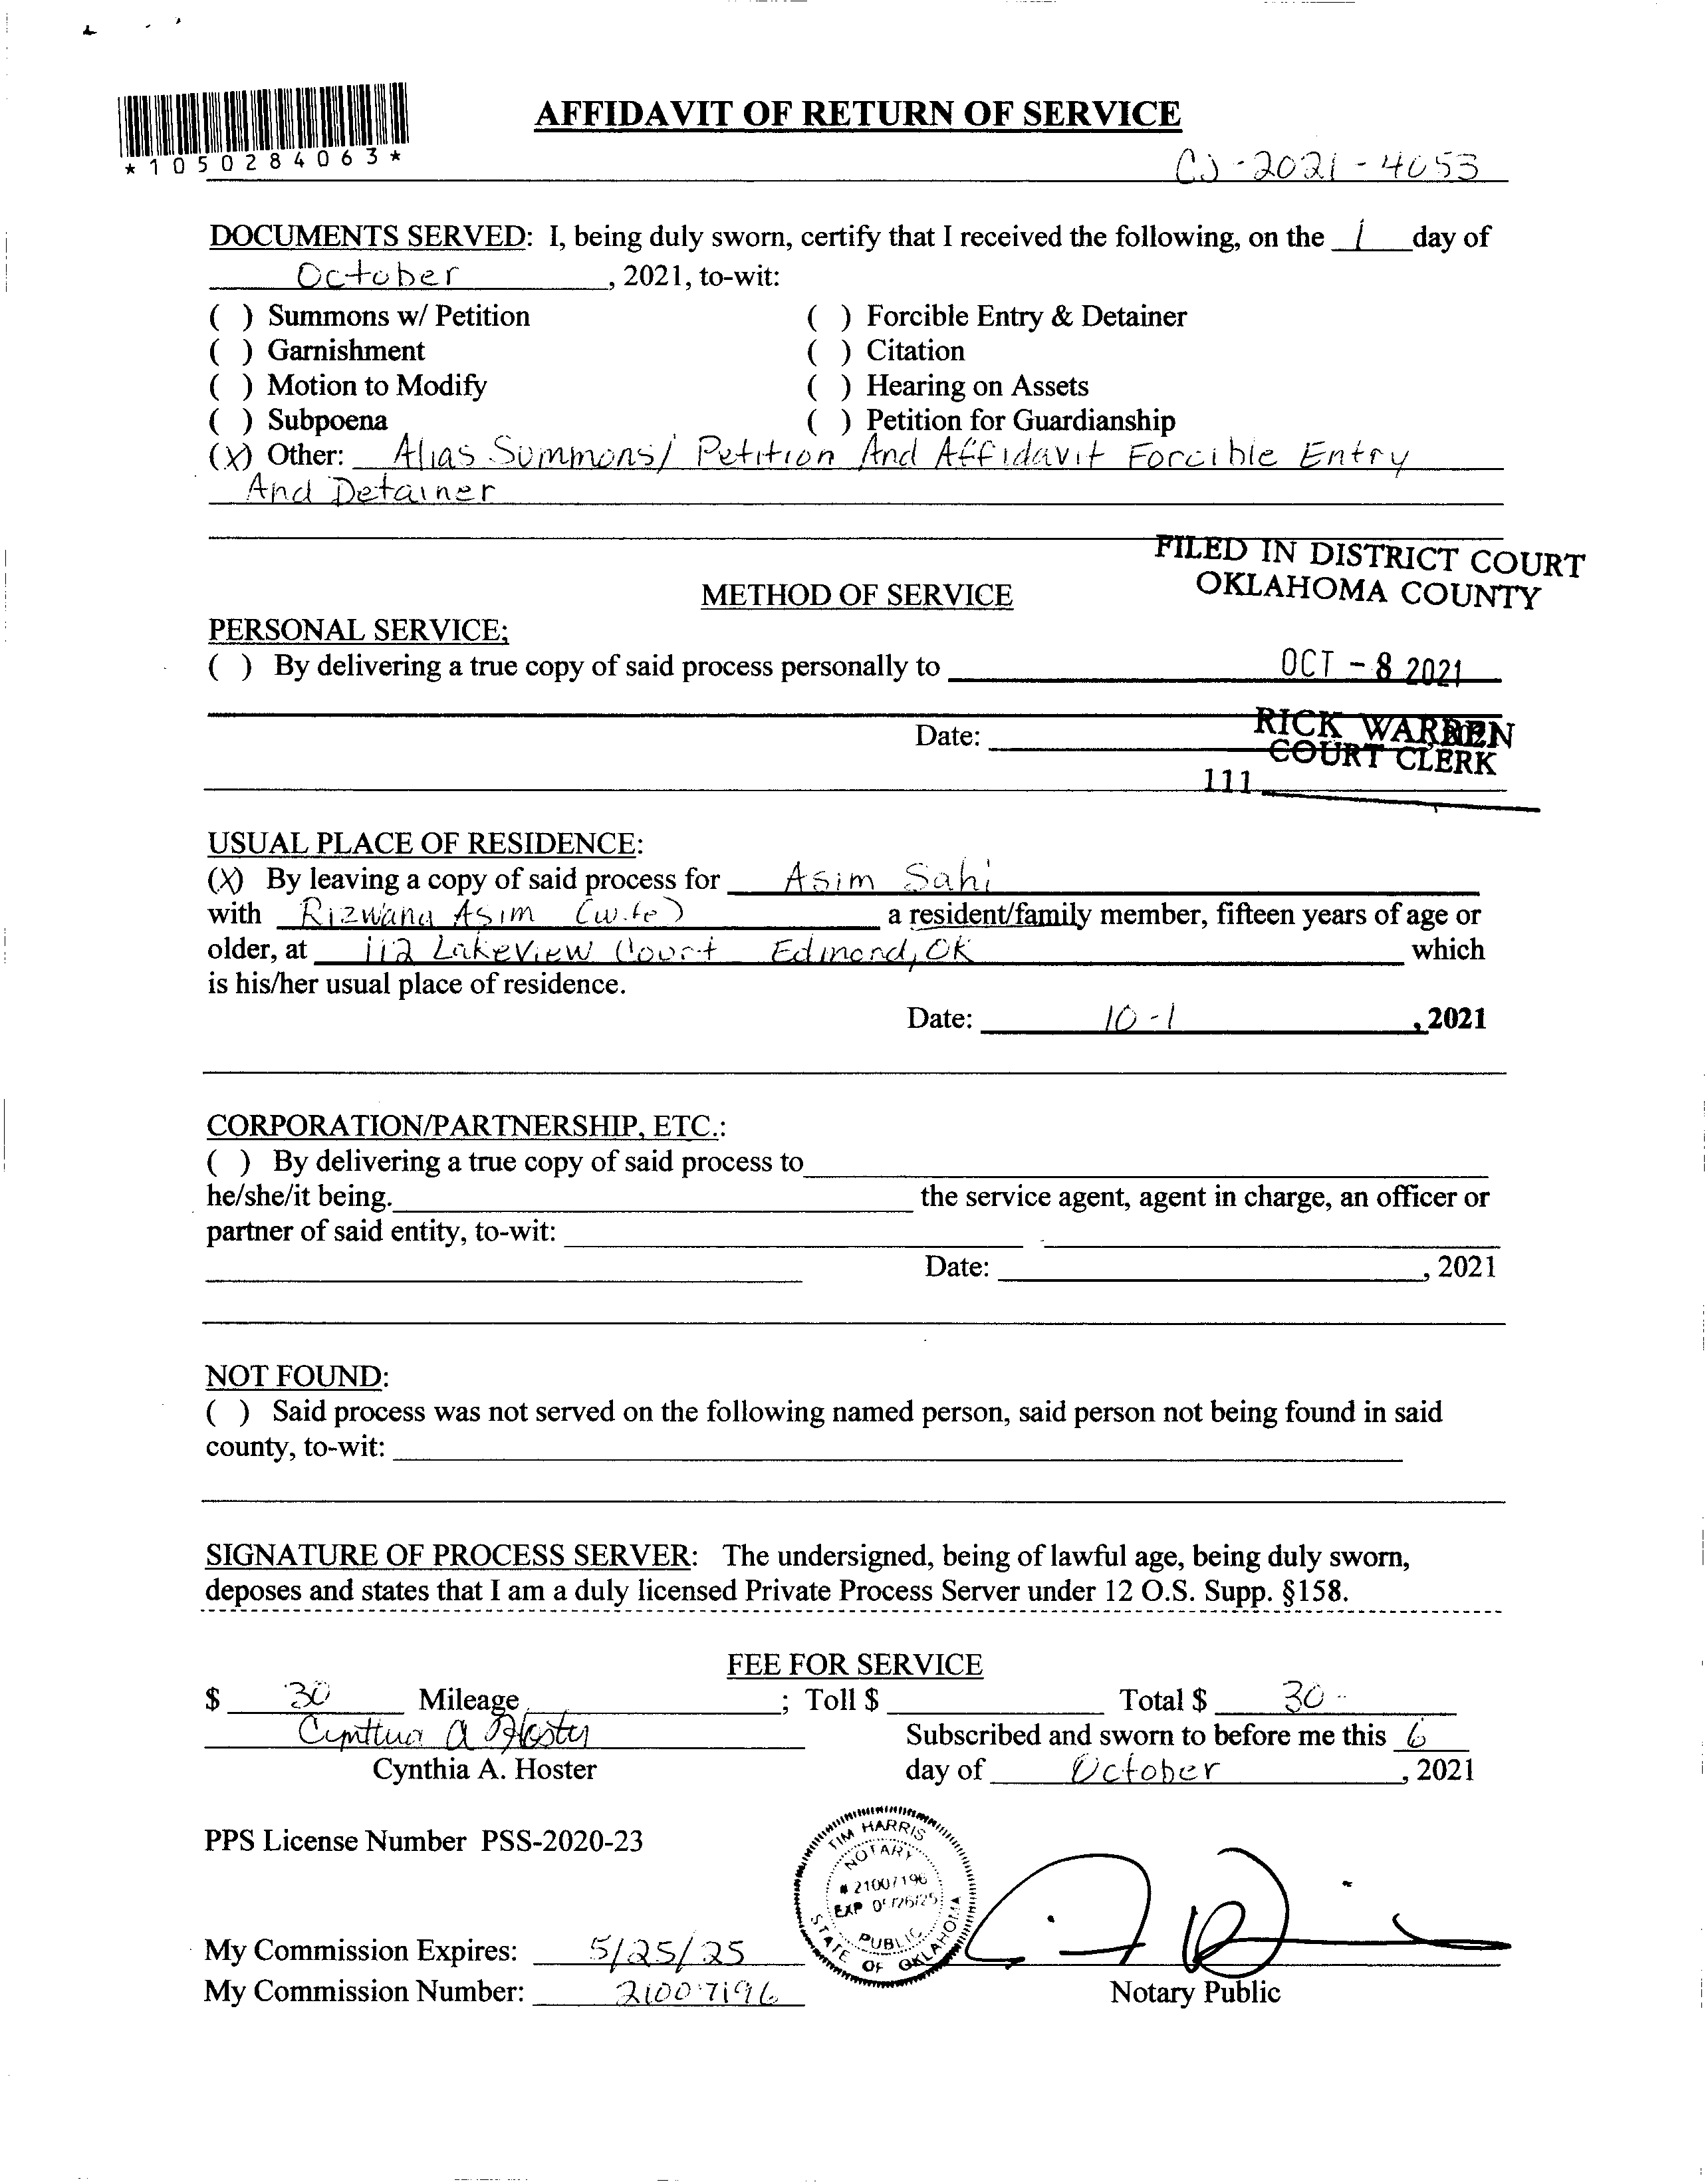 *1050284063*
AFFIDAVIT OF RETURN OF SERVICE
CJ-2021-4053
DOCUMENTS SERVED: I, being duly sworn, certify that I received the following, on the 1 day of
October, 2021, to-wit:
( ) Summons w/ Petition ( ) Forcible Entry & Detainer
( ) Garnishment ( ) Citation
( ) Motion to Modify ( ) Hearing on Assets
( ) Subpoena ( ) Petition for Guardianship
(X) Other: Alias Summons/ Petition And Affidavit Forcible Entry
And Detainer
FILED IN DISTRICT COURT
OKLAHOMA COUNTY
METHOD OF SERVICE
PERSONAL SERVICE;
( ) By delivering a true copy of said process personally to
OCT - 8 2021
Date:
RICK WARREN
COURT CLERK
111
USUAL PLACE OF RESIDENCE:
(X) By leaving a copy of said process for Asim Sahi
with Rizwana Asim (wife) a resident/family member, fifteen years of age or
older, at 112 Lakeview Court Edmond, OK which
is his/her usual place of residence.
Date: 10-1, 2021
CORPORATION/PARTNERSHIP, ETC.:
( ) By delivering a true copy of said process to
he/she/it being. the service agent, agent in charge, an officer or
partner of said entity, to-wit:
Date: , 2021
NOT FOUND:
( ) Said process was not served on the following named person, said person not being found in said
county, to-wit:
SIGNATURE OF PROCESS SERVER: The undersigned, being of lawful age, being duly sworn,
deposes and states that I am a duly licensed Private Process Server under 12 O.S. Supp. §158.
FEE FOR SERVICE
$ 30 Mileage ; Toll $ Total $ 30-
Cynthia A Hoster Subscribed and sworn to before me this 6
Cynthia A. Hoster day of October, 2021
PPS License Number PSS-2020-23
TIM HARRIS
NOTARY
# 21007196
EXP 05/26/25
PUBLIC
STATE OF OKLAHOMA
My Commission Expires: 5/25/25
My Commission Number: 21007196 Notary Public